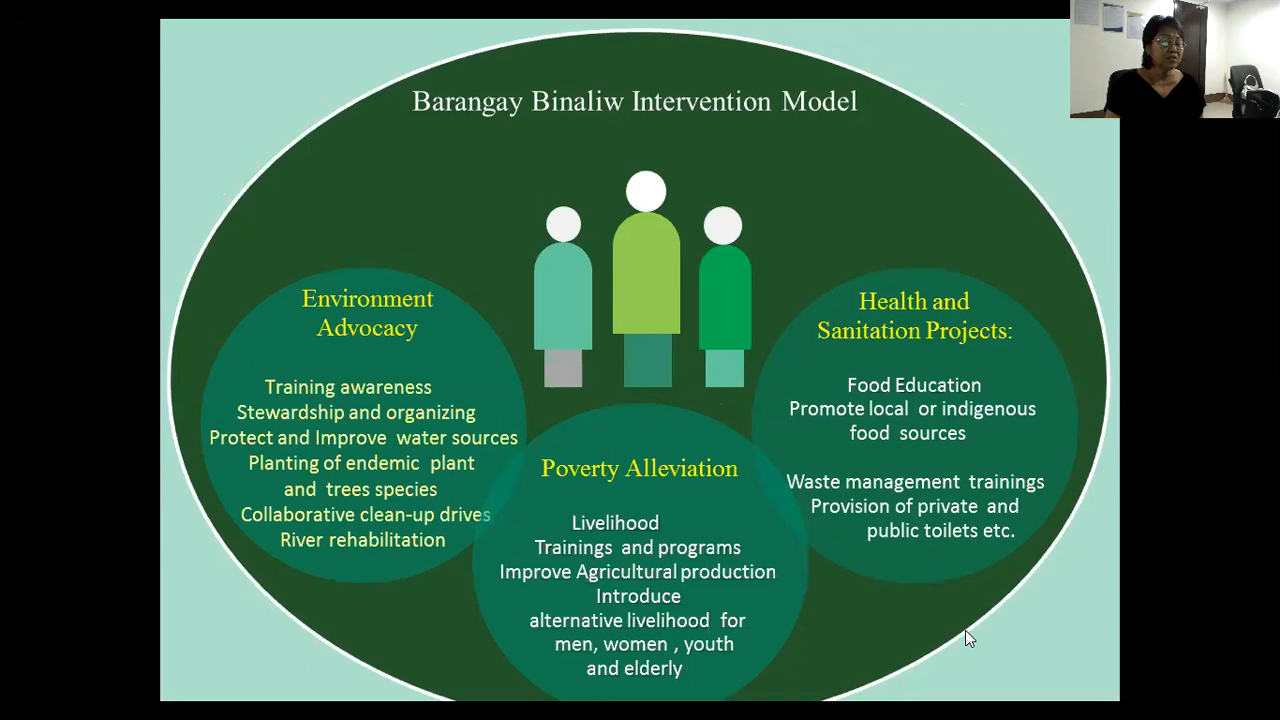 Barangay Binaliw Intervention Model
Environment
Advocacy
Training awareness
Stewardship and organizing
Protect and Improve water sources
Planting of endemic plant
and trees species
Collaborative clean-up drives
River rehabilitation
Poverty Alleviation
Livelihood
Trainings and programs
Improve Agricultural production
Introduce
alternative livelihood for
men, women , youth
and elderly
Health and
Sanitation Projects:
Food Education
Promote local or indigenous
food sources
Waste management trainings
Provision of private and
public toilets etc.